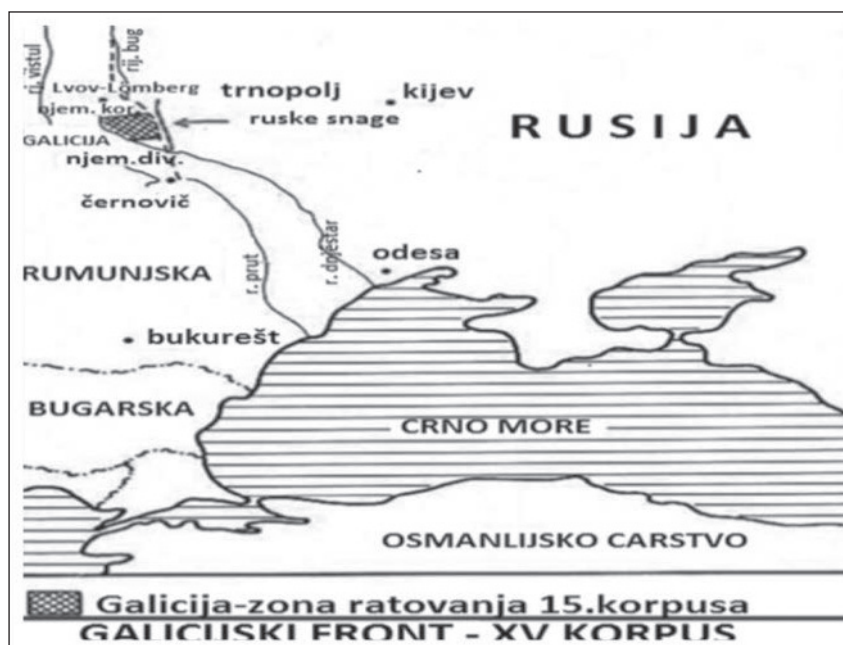 rj. vistul
rij. bug
Lvov-Lomberg
trnopolj
kijev
njem. kor.
ruske snage
RUSIJA
GALICIJA
njem.div.
černovič
r. prut
r. dnjestar
odesa
RUMUNJSKA
bukurešt
BUGARSKA
CRNO MORE
OSMANLIJSKO CARSTVO
Galicija-zona ratovanja 15.korpusa
GALICIJSKI FRONT - XV KORPUS